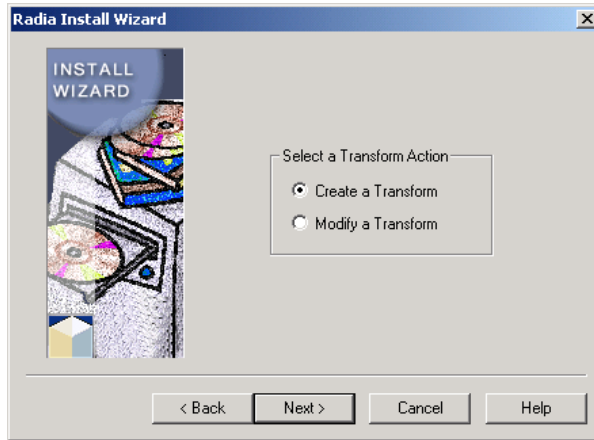 Radia Install Wizard
INSTALL
WIZARD
Select a Transform Action
Create a Transform
Modify a Transform
< Back
Next >
Cancel
Help